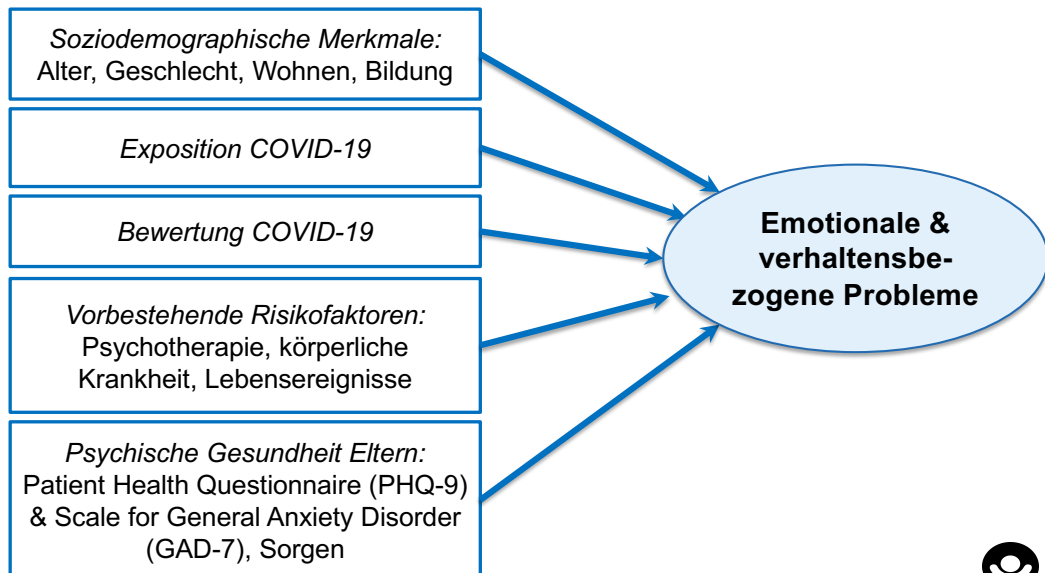 Soziodemographische Merkmale:
Alter, Geschlecht, Wohnen, Bildung
Exposition COVID-19
Bewertung COVID-19
Vorbestehende Risikofaktoren:
Psychotherapie, körperliche
Krankheit, Lebensereignisse
Psychische Gesundheit Eltern:
Patient Health Questionnaire (PHQ-9)
& Scale for General Anxiety Disorder
(GAD-7), Sorgen
Emotionale &
verhaltensbe-
zogene Probleme